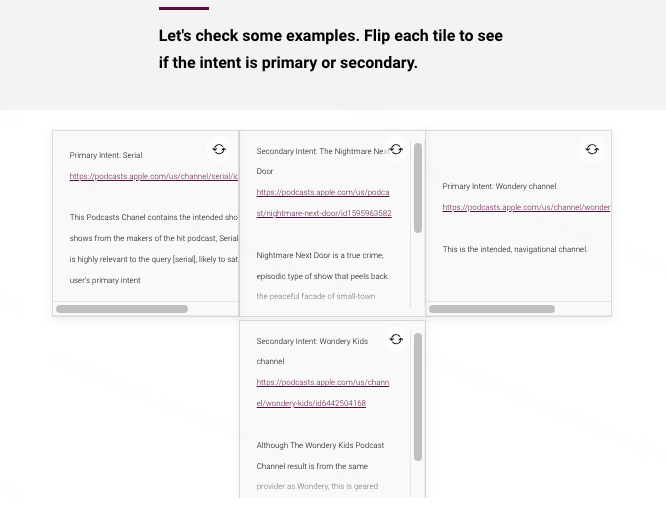 Let's check some examples. Flip each tile to see
if the intent is primary or secondary.
Primary Intent: Serial
https://podcasts.apple.com/us/channel/serial/ic
This Podcasts Chanel contains the intended sho
shows from the makers of the hit podcast, Serial
is highly relevant to the query [serial], likely to sat
user's primary intent
Secondary Intent: The Nightmare Next
Door
https://podcasts.apple.com/us/podca
st/nightmare-next-door/id1595963582
Nightmare Next Door is a true crime,
episodic type of show that peels back
the peaceful facade of small-town
Primary Intent: Wondery channel
https://podcasts.apple.com/us/channel/wonder
This is the intended, navigational channel.
Secondary Intent: Wondery Kids
channel
https://podcasts.apple.com/us/chann
el/wondery-kids/id6442504168
Although The Wondery Kids Podcast
Channel result is from the same
provider as Wondery, this is geared